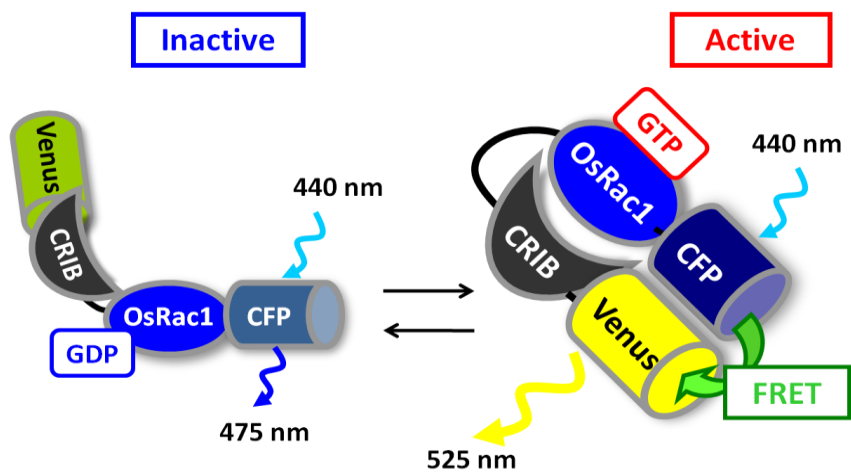 Inactive
Active
Venus
CRIB
OsRac1
CFP
GDP
440 nm
475 nm
GTP
OsRac1
CRIB
CFP
Venus
440 nm
FRET
525 nm